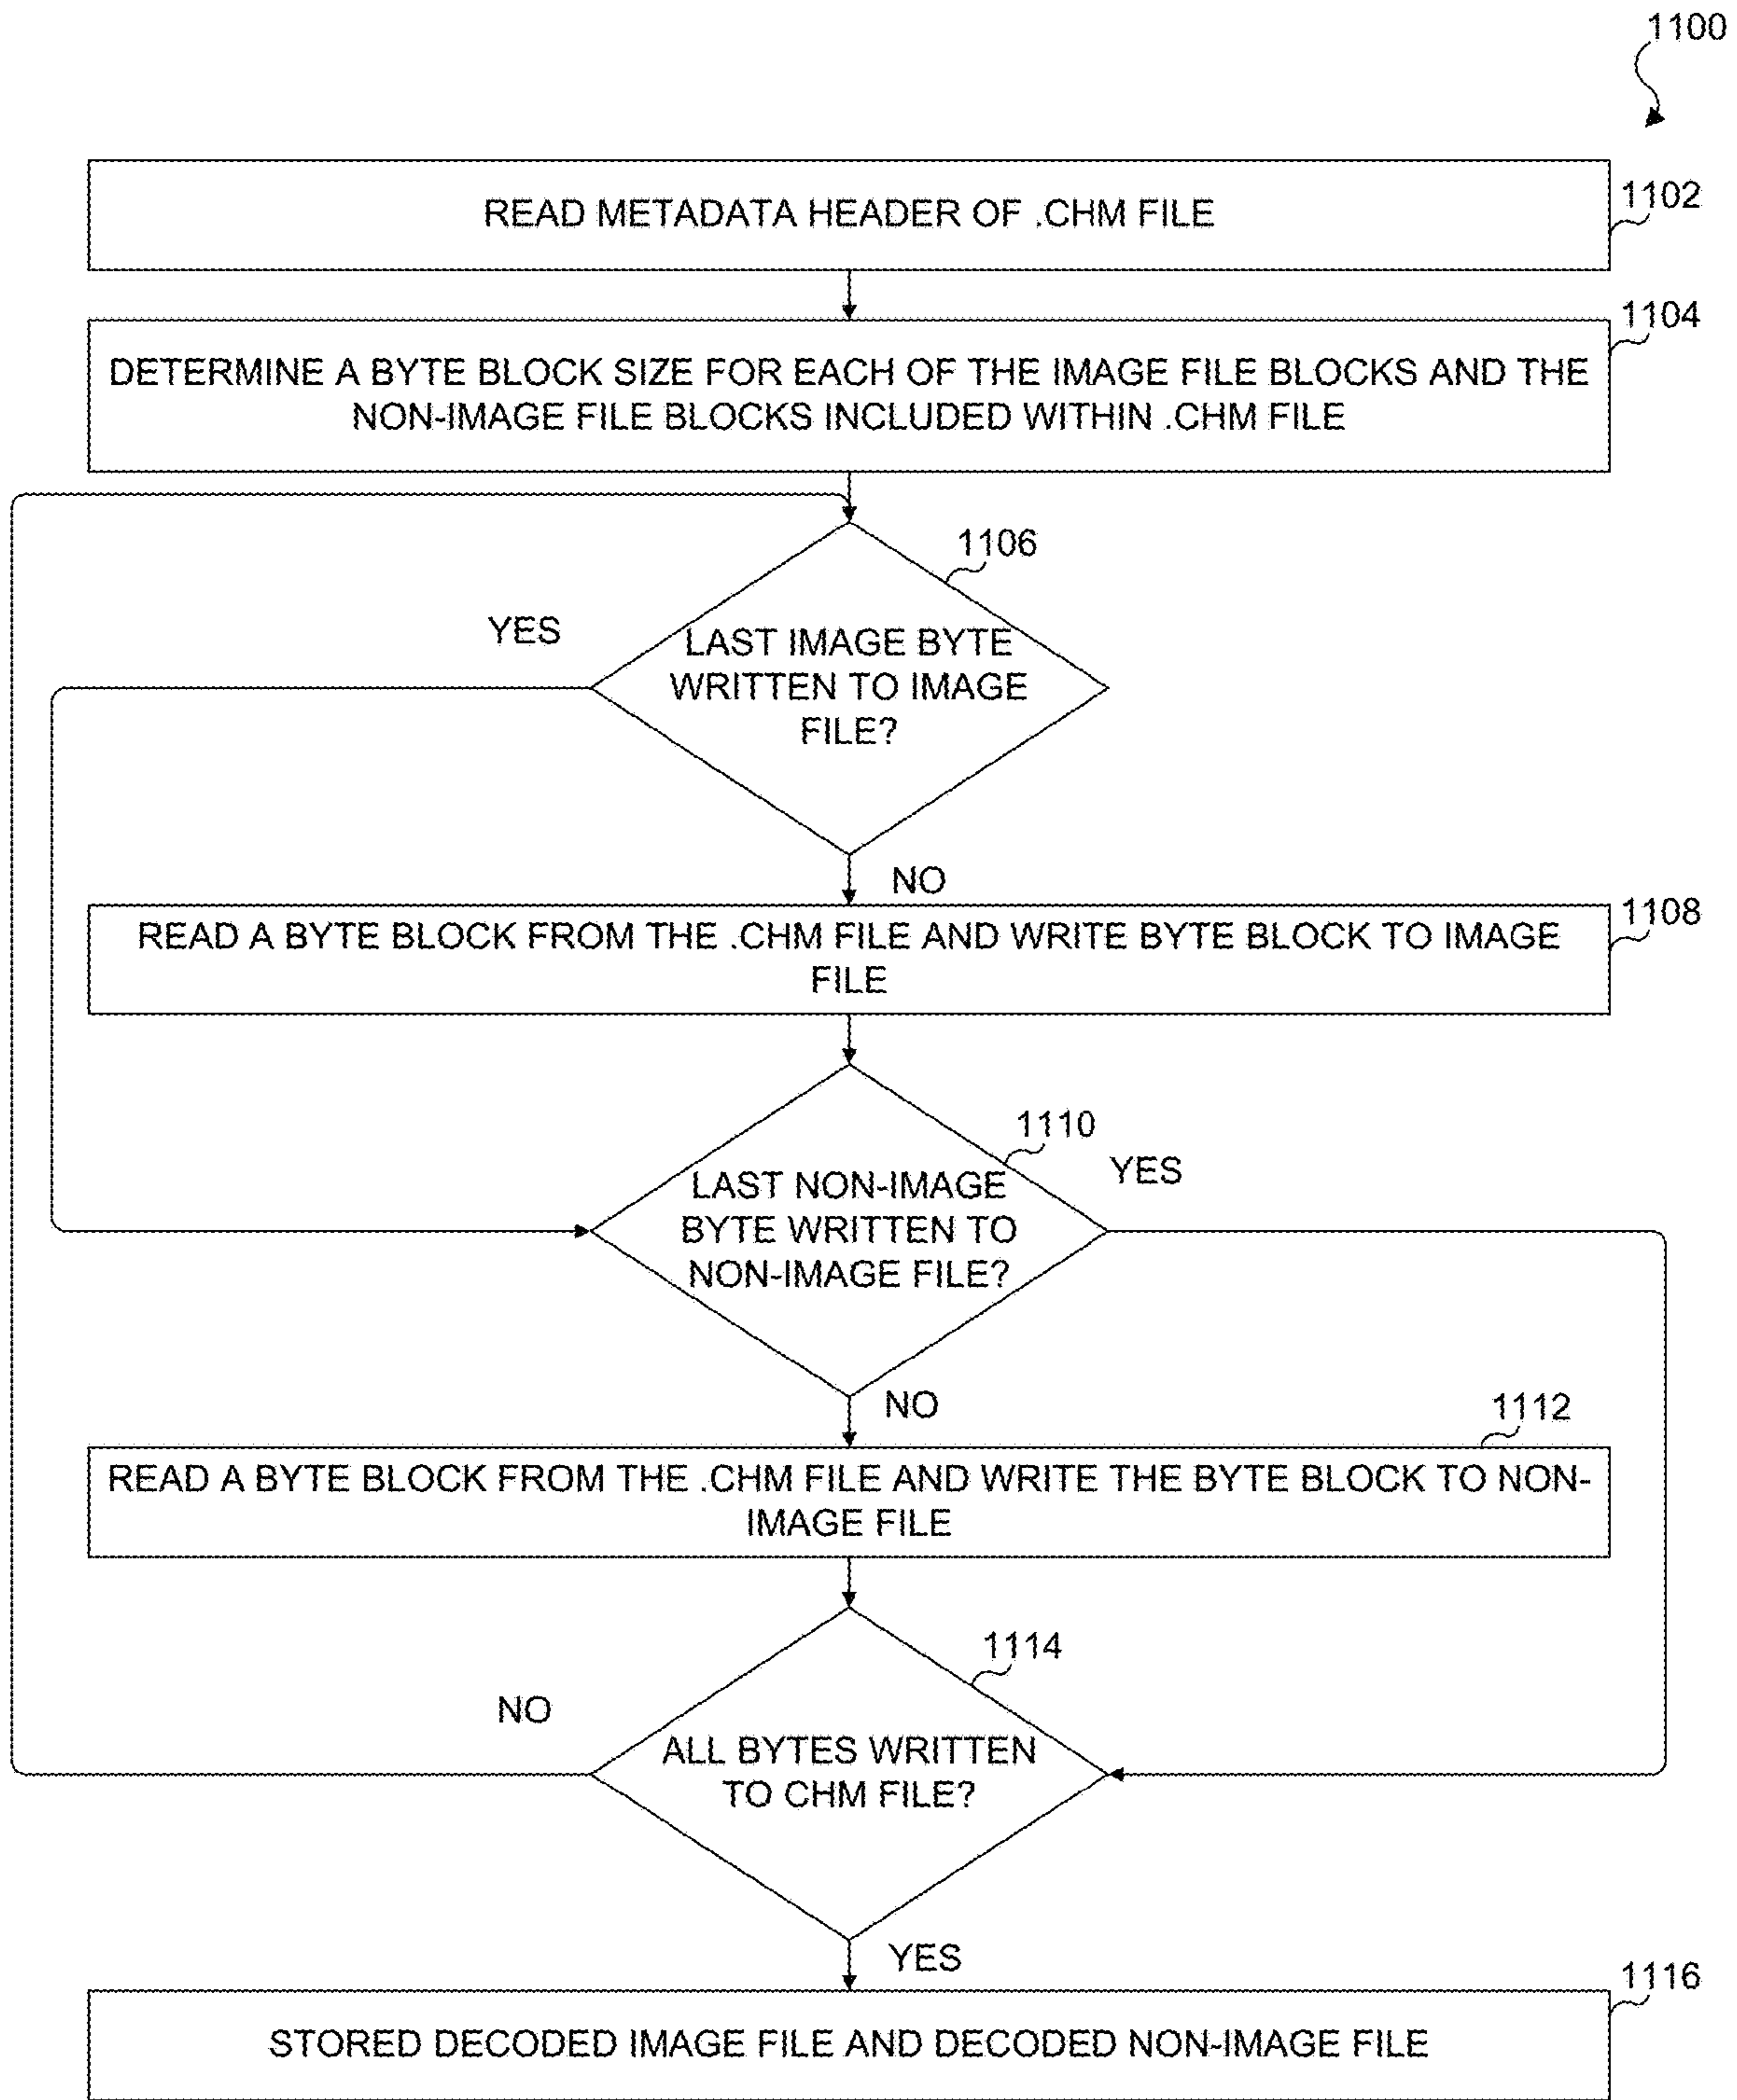 1100
READ METADATA HEADER OF .CHM FILE
1102
1104
DETERMINE A BYTE BLOCK SIZE FOR EACH OF THE IMAGE FILE BLOCKS AND THE
NON-IMAGE FILE BLOCKS INCLUDED WITHIN .CHM FILE
1106
YES
LAST IMAGE BYTE
WRITTEN TO IMAGE
FILE?
NO
1108
READ A BYTE BLOCK FROM THE .CHM FILE AND WRITE BYTE BLOCK TO IMAGE
FILE
1110
YES
LAST NON-IMAGE
BYTE WRITTEN TO
NON-IMAGE FILE?
NO
1112
READ A BYTE BLOCK FROM THE .CHM FILE AND WRITE THE BYTE BLOCK TO NON-
IMAGE FILE
1114
NO
ALL BYTES WRITTEN
TO CHM FILE?
YES
1116
STORED DECODED IMAGE FILE AND DECODED NON-IMAGE FILE